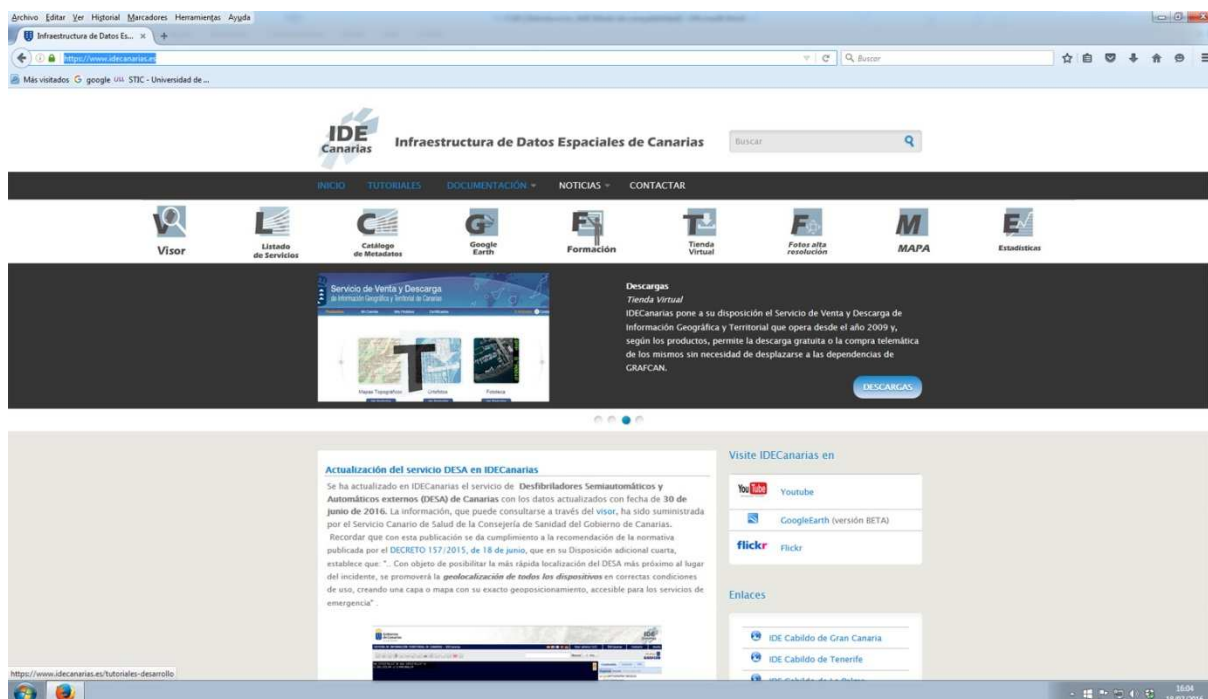 Archivo Editar Ver Historial Marcadores Herramientas Ayuda
Infraestructura de Datos Es...
https://www.idecanarias.es
Buscar
Más visitados google STIC - Universidad de ...
IDE
Canarias
Infraestructura de Datos Espaciales de Canarias
Buscar
INICIO TUTORIALES DOCUMENTACIÓN NOTICIAS CONTACTAR
V L C G F T F M E
Visor
Listado
de Servicios
Catálogo
de Metadatos
Google
Earth
Formación
Tienda
Virtual
Fotos alta
resolución
MAPA
Estadísticas
Servicio de Venta y Descarga
de Información Geográfica y Territorial de Canarias
T
Mapas Topográficos Ortofotos Fototeca
Descargas
Tienda Virtual
IDECanarias pone a su disposición el Servicio de Venta y Descarga de
Información Geográfica y Territorial que opera desde el año 2009 y,
según los productos, permite la descarga gratuita o la compra telemática
de los mismos sin necesidad de desplazarse a las dependencias de
GRAFCAN.
DESCARGAS
Actualización del servicio DESA en IDECanarias
Se ha actualizado en IDECanarias el servicio de Desfibriladores Semiautomáticos y
Automáticos externos (DESA) de Canarias con los datos actualizados con fecha de 30 de
junio de 2016. La información, que puede consultarse a través del visor, ha sido suministrada
por el Servicio Canario de Salud de la Consejería de Sanidad del Gobierno de Canarias.
Recordar que con esta publicación se da cumplimiento a la recomendación de la normativa
publicada por el DECRETO 157/2015, de 18 de junio, que en su Disposición adicional cuarta,
establece que: ".. Con objeto de posibilitar la más rápida localización del DESA más próximo al lugar
del incidente, se promoverá la geolocalización de todos los dispositivos en correctas condiciones
de uso, creando una capa o mapa con su exacto geoposicionamiento, accesible para los servicios de
emergencia" .
Visite IDECanarias en
YouTube Youtube
GoogleEarth (versión BETA)
flickr Flickr
Enlaces
IDE Cabildo de Gran Canaria
IDE Cabildo de Tenerife
https://www.idecanarias.es/tutoriales-desarrollo
16:04